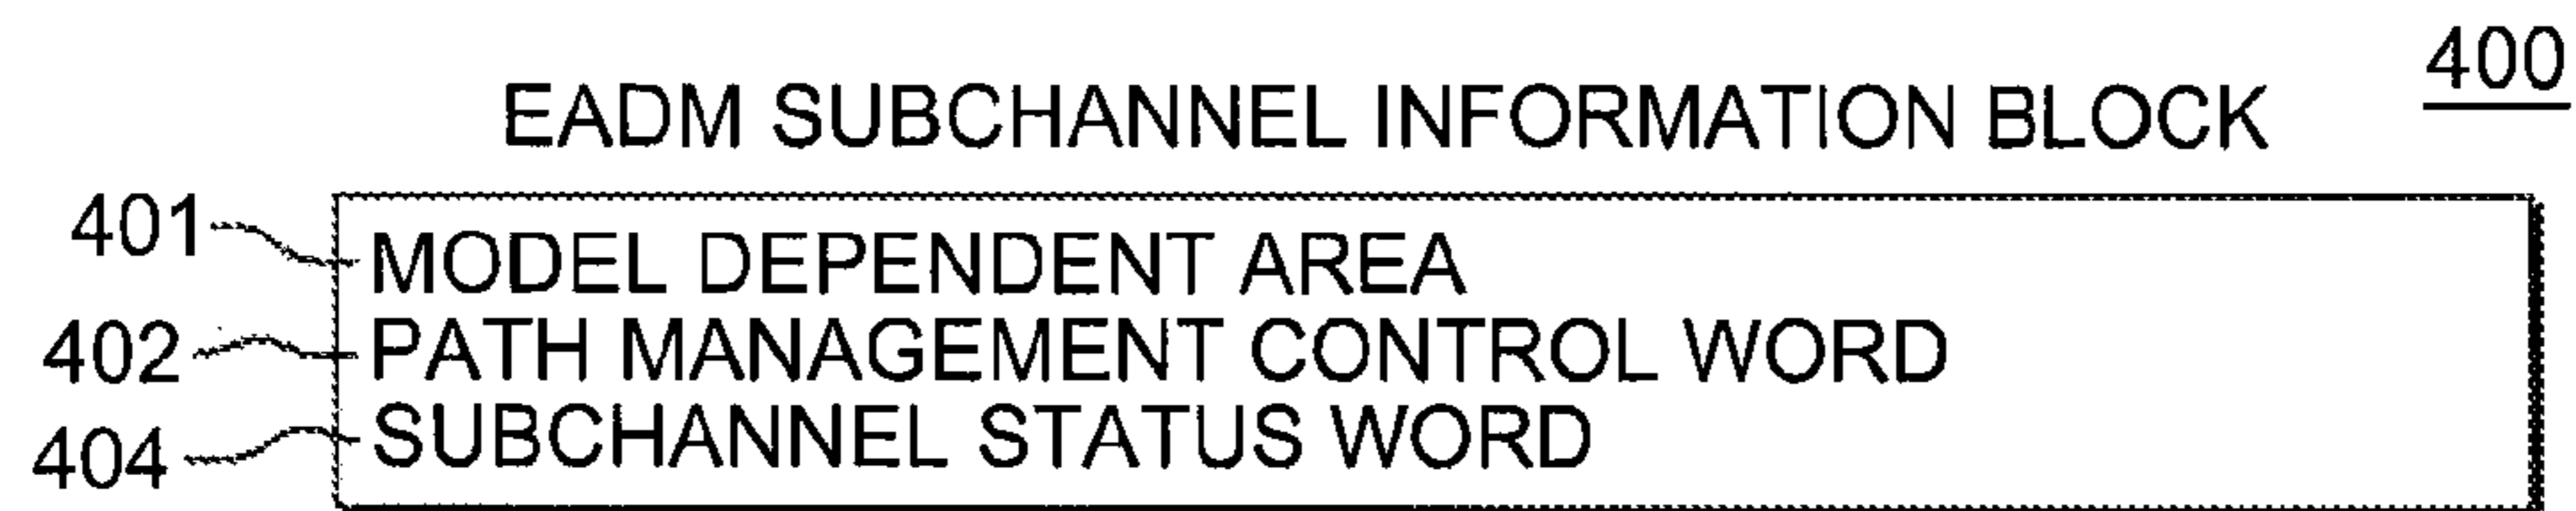 400
EADM SUBCHANNEL INFORMATION BLOCK
401 MODEL DEPENDENT AREA
402 PATH MANAGEMENT CONTROL WORD
404 SUBCHANNEL STATUS WORD